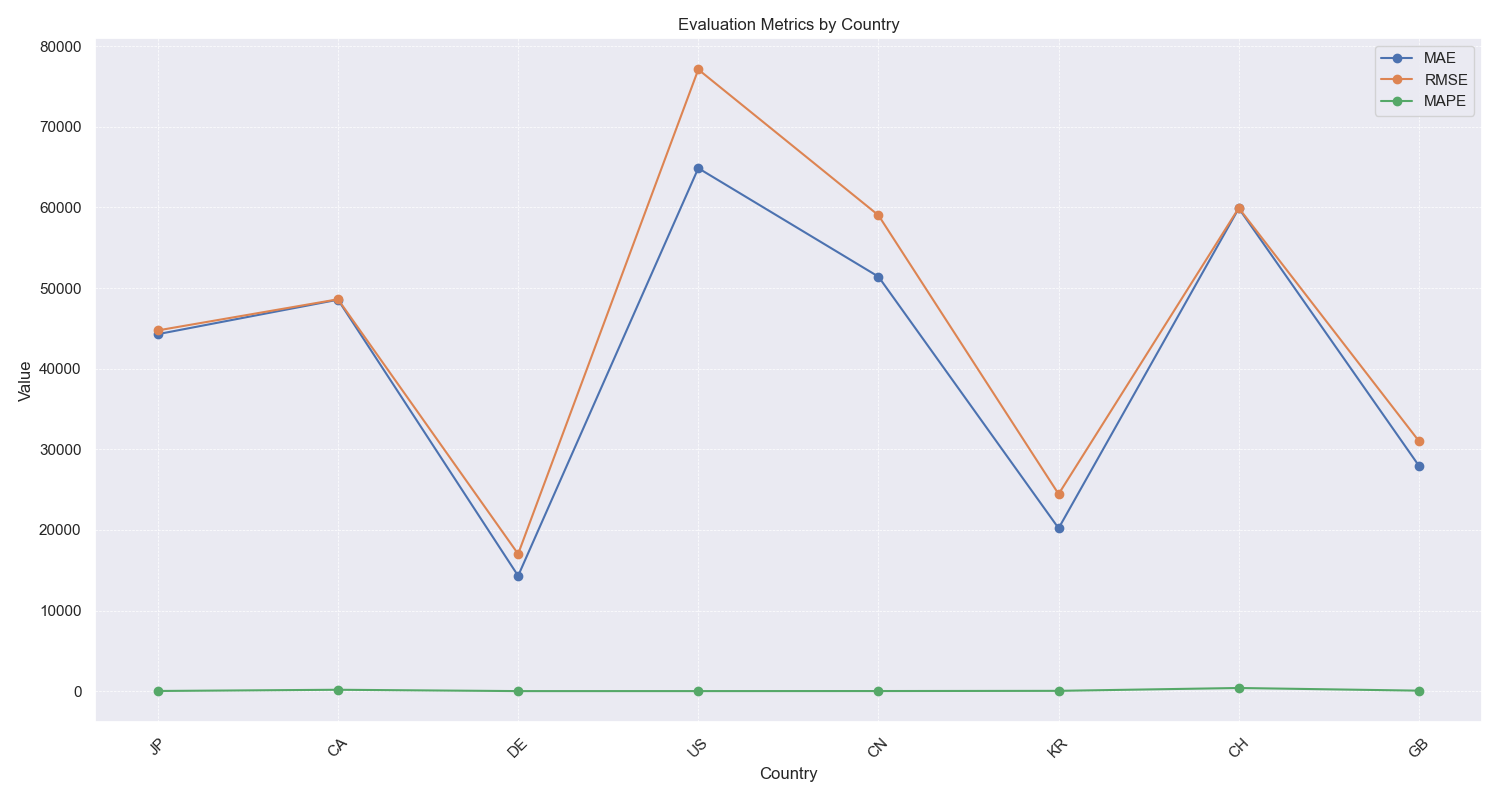 Evaluation Metrics by Country
MAE
RMSE
MAPE
Value
80000
70000
60000
50000
40000
30000
20000
10000
0
JP
CA
DE
US
CN
KR
CH
GB
Country